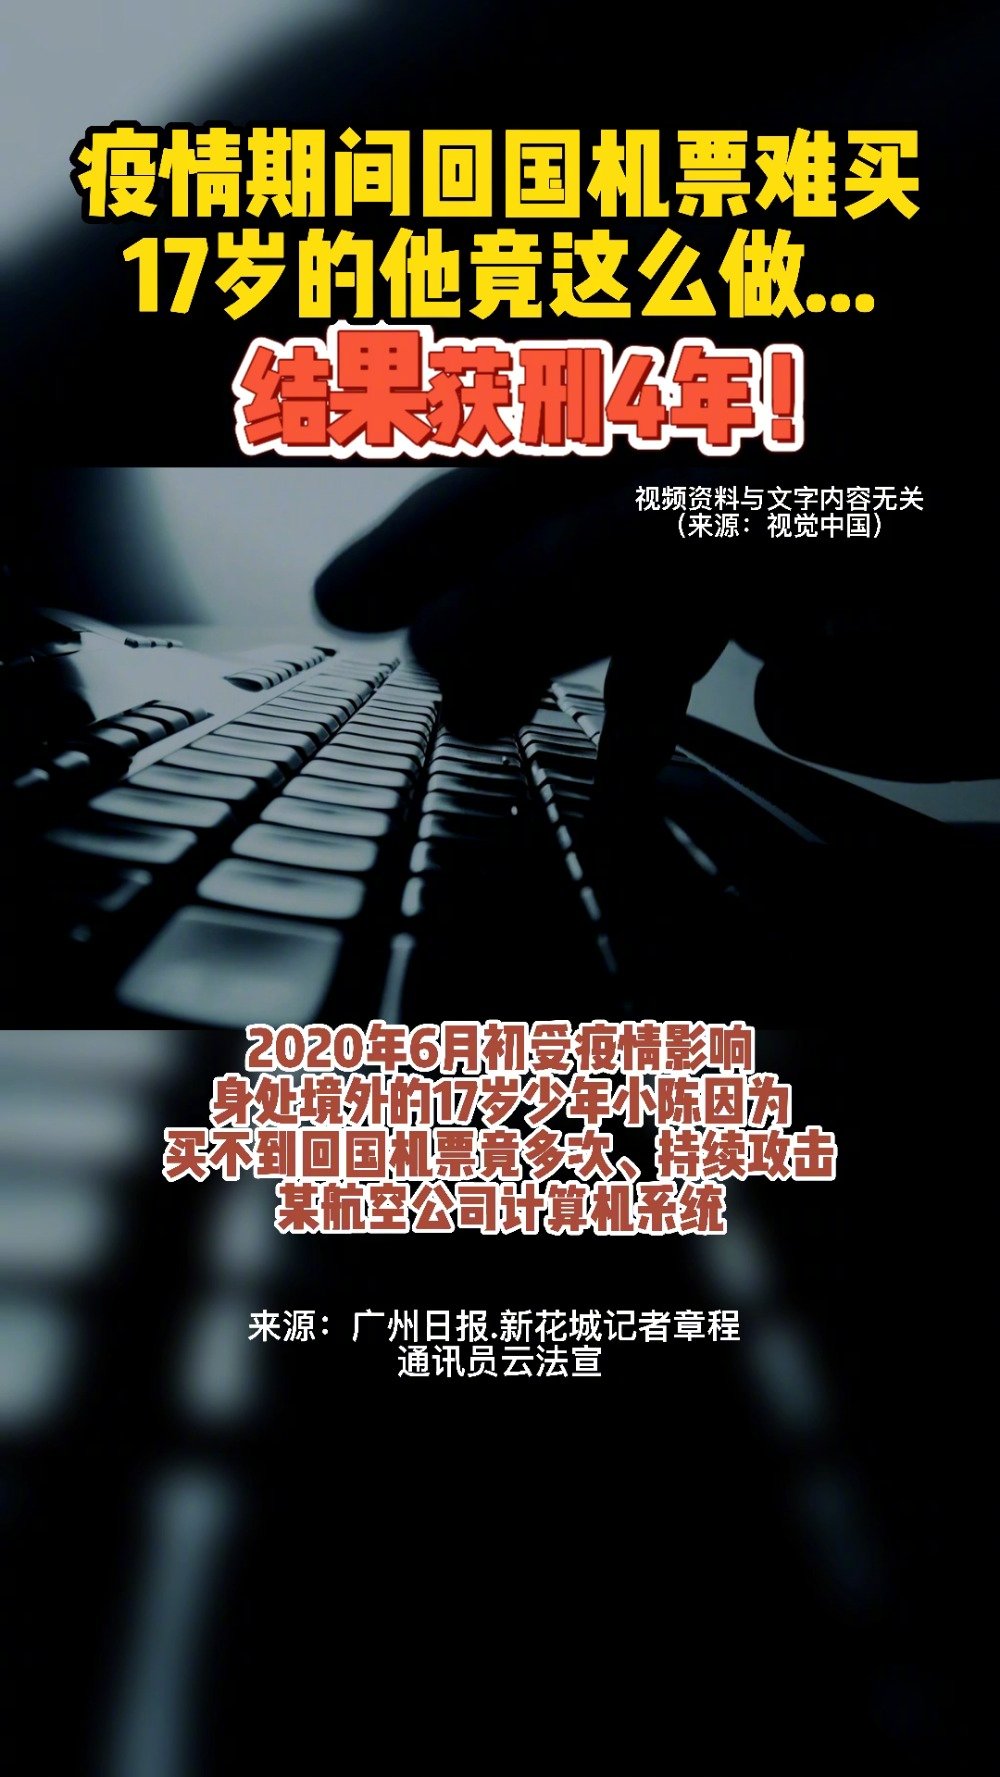 疫情期间回国机票难买
17岁的他竟这么做...
结果获刑4年！
视频资料与文字内容无关
（来源：视觉中国）
2020年6月初受疫情影响
身处境外的17岁少年小陈因为
买不到回国机票竟多次、持续攻击
某航空公司计算机系统
来源：广州日报.新花城记者章程
通讯员云法宣